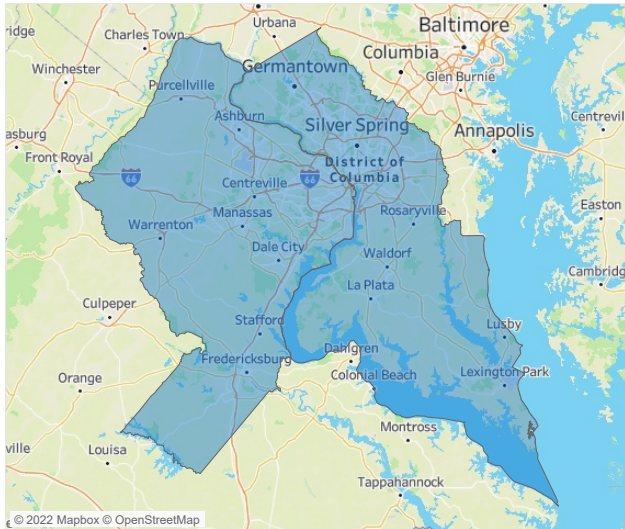 ridge
Charles Town
Urbana
Baltimore
Columbia
Winchester
Purcellville
Germantown
Glen Burnie
Ashburn
Silver Spring
Annapolis
Centrevill
asburg
Front Royal
66
66
District of
Columbia
Centreville
Easton
Manassas
Rosaryville
Warrenton
Dale City
Waldorf
Cambridg
La Plata
Culpeper
Stafford
Lusby
Dahlgren
Fredericksburg
Colonial Beach
Lexington Park
Orange
Montross
ville
Louisa
Tappahannock
© 2022 Mapbox © OpenStreetMap